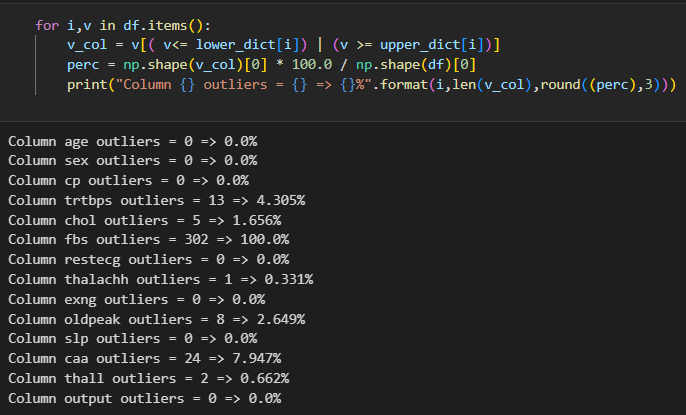 for i,v in df.items():
    v_col = v[( v<= lower_dict[i]) | (v >= upper_dict[i])]
    perc = np.shape(v_col)[0] * 100.0 / np.shape(df)[0]
    print("Column {} outliers = {} => {}%".format(i,len(v_col),round((perc),3)))
Column age outliers = 0 => 0.0%
Column sex outliers = 0 => 0.0%
Column cp outliers = 0 => 0.0%
Column trtbps outliers = 13 => 4.305%
Column chol outliers = 5 => 1.656%
Column fbs outliers = 302 => 100.0%
Column restecg outliers = 0 => 0.0%
Column thalachh outliers = 1 => 0.331%
Column exng outliers = 0 => 0.0%
Column oldpeak outliers = 8 => 2.649%
Column slp outliers = 0 => 0.0%
Column caa outliers = 24 => 7.947%
Column thall outliers = 2 => 0.662%
Column output outliers = 0 => 0.0%